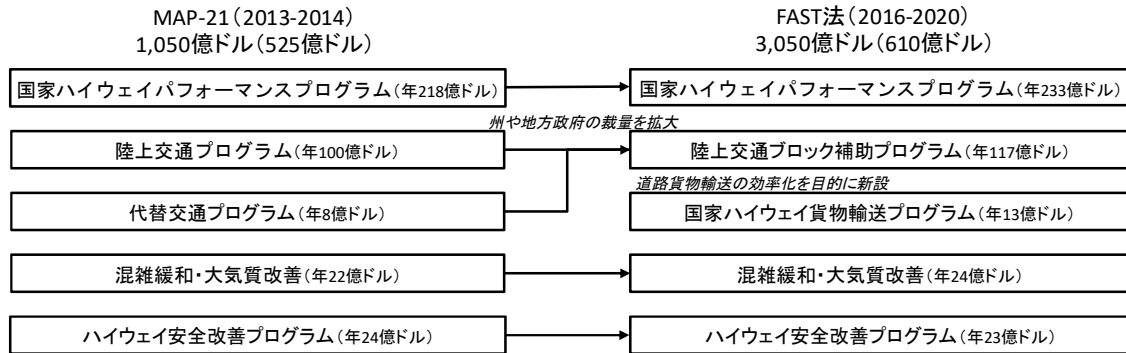 MAP-21(2013-2014)
1,050億ドル(525億ドル)
FAST法(2016-2020)
3,050億ドル(610億ドル)
国家ハイウェイパフォーマンスプログラム(年218億ドル)
国家ハイウェイパフォーマンスプログラム(年233億ドル)
州や地方政府の裁量を拡大
陸上交通プログラム(年100億ドル)
陸上交通ブロック補助プログラム(年117億ドル)
道路貨物輸送の効率化を目的に新設
代替交通プログラム(年8億ドル)
国家ハイウェイ貨物輸送プログラム(年13億ドル)
混雑緩和・大気質改善(年22億ドル)
混雑緩和・大気質改善(年24億ドル)
ハイウェイ安全改善プログラム(年24億ドル)
ハイウェイ安全改善プログラム(年23億ドル)